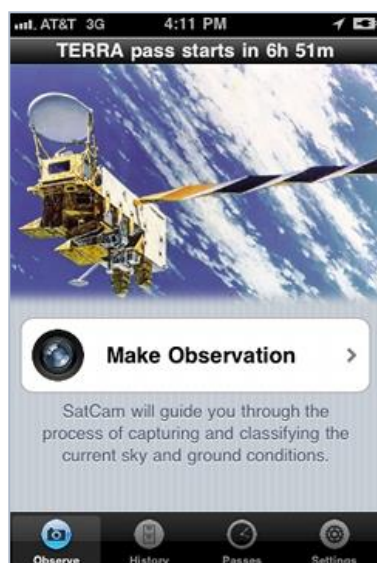 AT&T 3G 4:11 PM
TERRA pass starts in 6h 51m
Make Observation
SatCam will guide you through the
process of capturing and classifying the
current sky and ground conditions.
Observe History Passes Settings